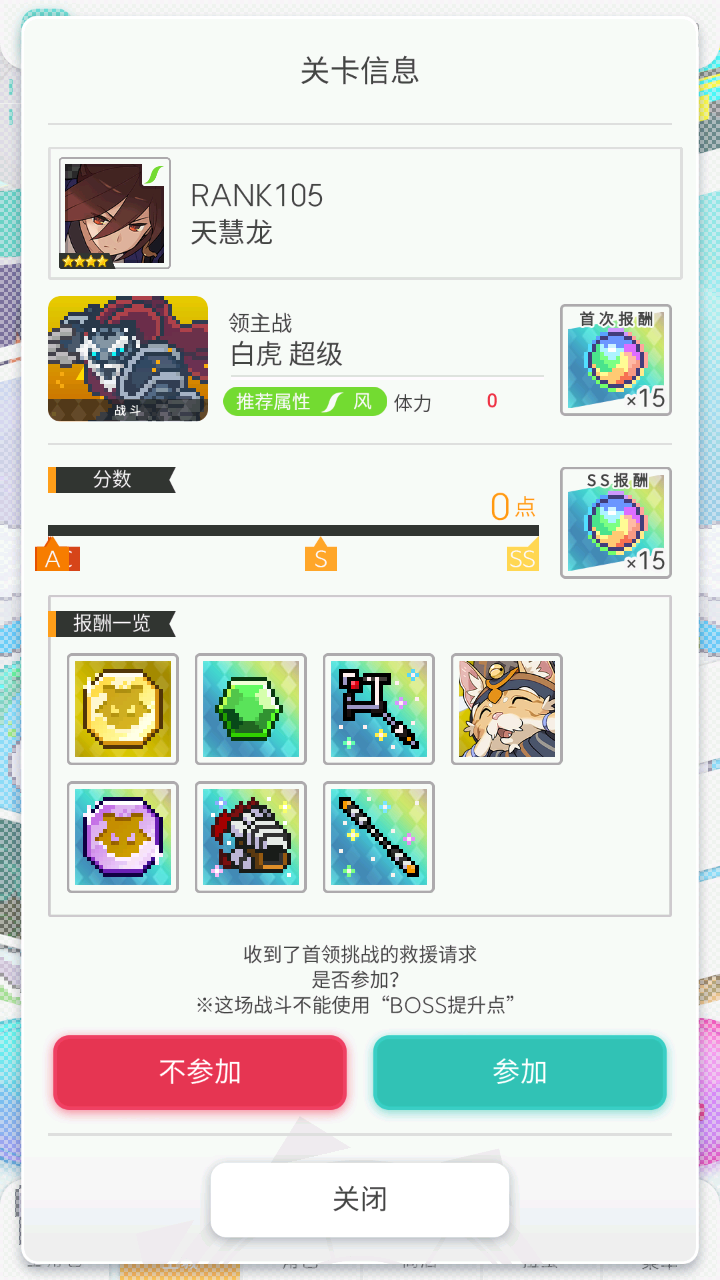 关卡信息
RANK105
天慧龙
领主战
白虎 超级
战斗
推荐属性 风 体力 0
首次报酬
×15
分数
0点
A
S
SS
SS报酬
×15
报酬一览
收到了首领挑战的救援请求
是否参加?
※这场战斗不能使用“BOSS提升点”
不参加
参加
关闭